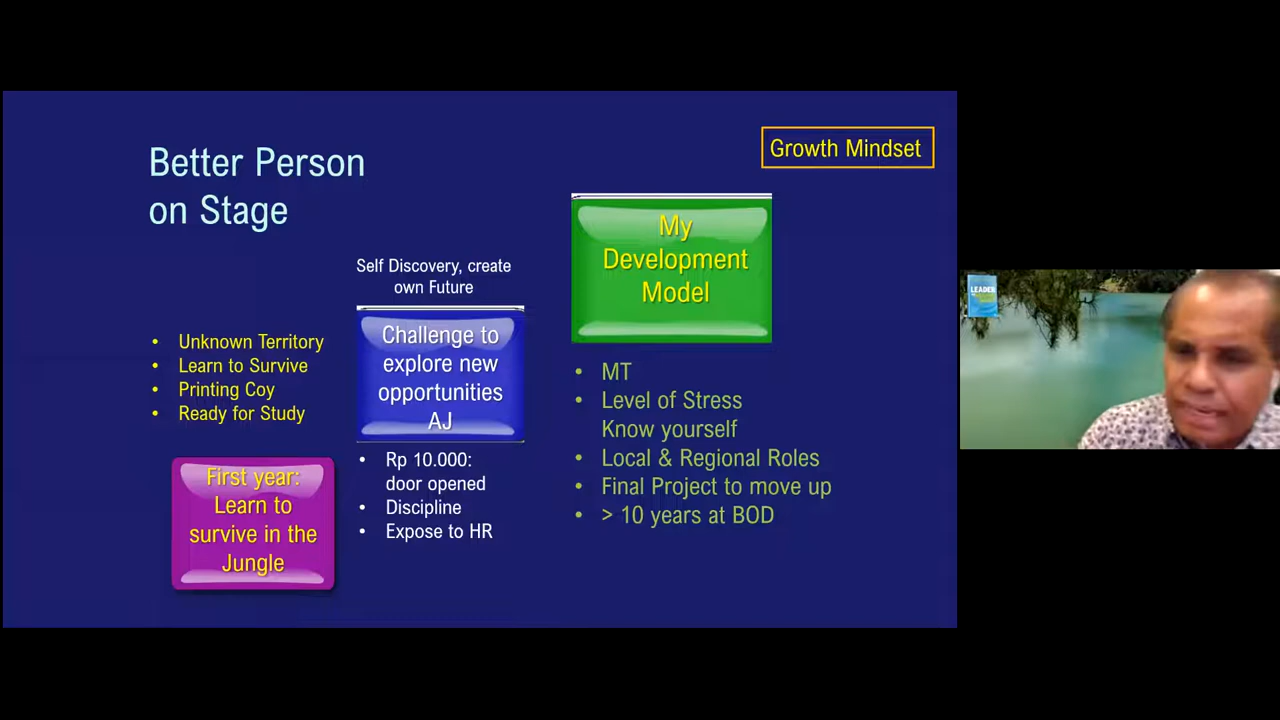 Better Person
on Stage
Growth Mindset
My
Development
Model
Self Discovery, create
own Future
• Unknown Territory
• Learn to Survive
• Printing Coy
• Ready for Study
Challenge to
explore new
opportunities
AJ
• MT
• Level of Stress
Know yourself
• Local & Regional Roles
• Final Project to move up
• > 10 years at BOD
First year:
Learn to
survive in the
Jungle
• Rp 10.000:
door opened
• Discipline
• Expose to HR
LEADER